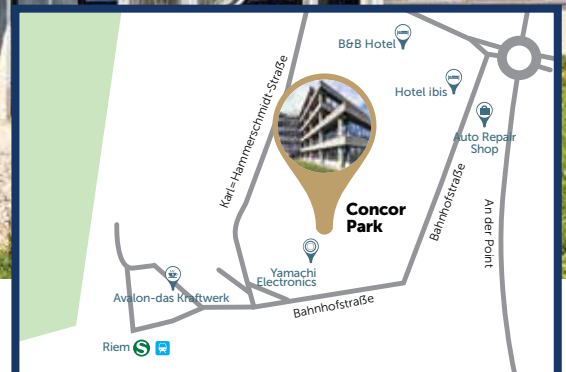 B&B Hotel
Hotel ibis
Auto Repair
Shop
Karl=Hammerschmidt-Straße
Concor
Park
Bahnhofstraße
An der Point
Yamachi
Electronics
Avalon-das Kraftwerk
Bahnhofstraße
Riem S